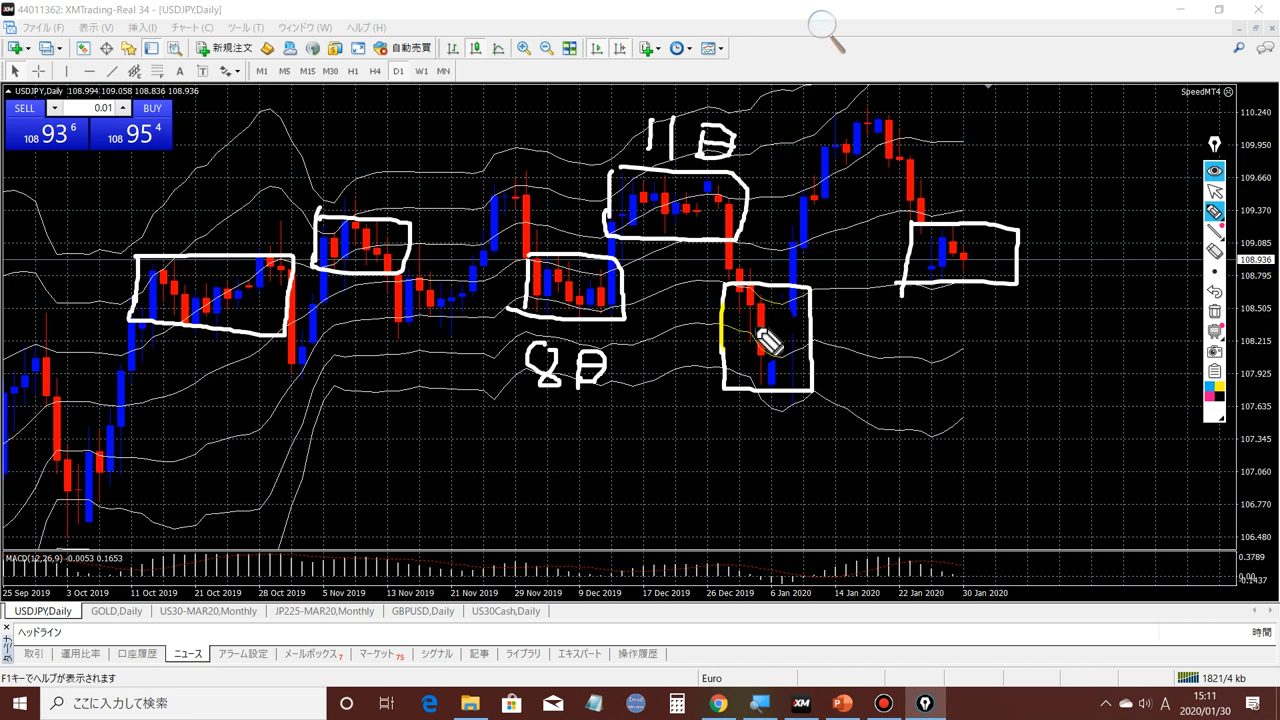 44011362: XMTrading-Real 34 - [USDJPY,Daily]
ファイル (F) 表示 (V) 挿入(I) チャート (C) ツール (T) ウィンドウ (W) ヘルプ (H)
新規注文 自動売買
A T M1 M5 M15 M30 H1 H4 D1 W1 MN
USDJPY,Daily 108.994 109.058 108.836 108.936
SpeedMT4
SELL 0.01 BUY
108 93 6 108 95 4
11日
8日
110.240
109.950
109.660
109.370
109.085
108.936
108.795
108.505
108.215
107.925
107.635
107.345
107.060
106.770
106.480
MACD(12,26,9) -0.0053 0.1653
0.3789
25 Sep 2019 3 Oct 2019 11 Oct 2019 21 Oct 2019 28 Oct 2019 5 Nov 2019 13 Nov 2019 21 Nov 2019 29 Nov 2019 9 Dec 2019 17 Dec 2019 26 Dec 2019 6 Jan 2020 14 Jan 2020 22 Jan 2020 30 Jan 2020
USDJPY,Daily GOLD,Daily US30-MAR20,Monthly JP225-MAR20,Monthly GBPUSD,Daily US30Cash,Daily
ヘッドライン 時間
取引 運用比率 口座履歴 ニュース アラーム設定 メールボックス 7 マーケット 75 シグナル 記事 ライブラリ エキスパート 操作履歴
F1キーでヘルプが表示されます Euro 1821/4 kb
ここに入力して検索
XM
A
15:11
2020/01/30